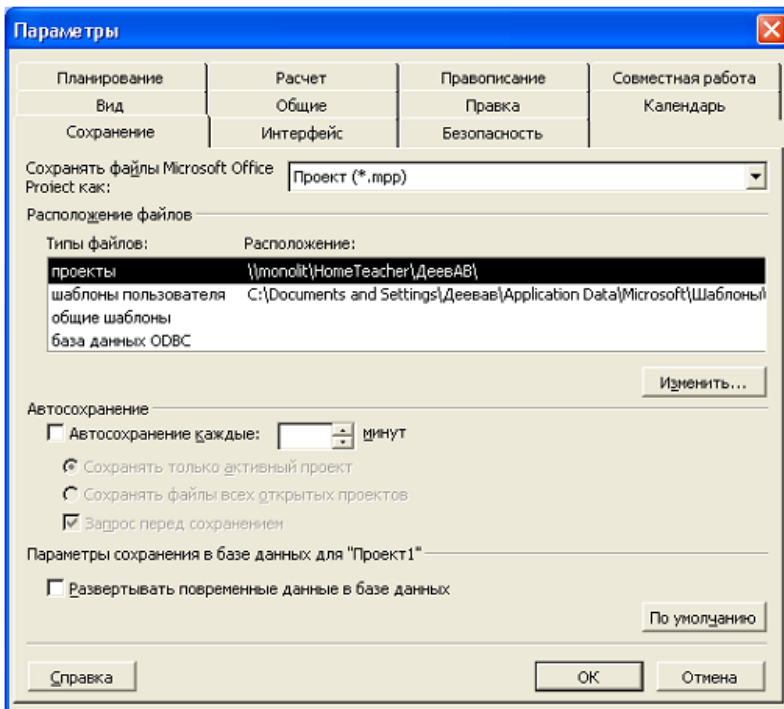 Параметры
Планирование Расчет Правописание Совместная работа
Вид Общие Правка Календарь
Сохранение Интерфейс Безопасность
Сохранять файлы Microsoft Office
Project как: Проект (*.mpp)
Расположение файлов
Типы файлов: Расположение:
проекты \\monolit\HomeTeacher\ДеевАВ\
шаблоны пользователя C:\Documents and Settings\Деевав\Application Data\Microsoft\Шаблоны\
общие шаблоны
база данных ODBC
Изменить...
Автосохранение
Автосохранение каждые: минут
Сохранять только активный проект
Сохранять файлы всех открытых проектов
Запрос перед сохранением
Параметры сохранения в базе данных для "Проект1"
Развертывать повременные данные в базе данных
По умолчанию
Справка ОК Отмена